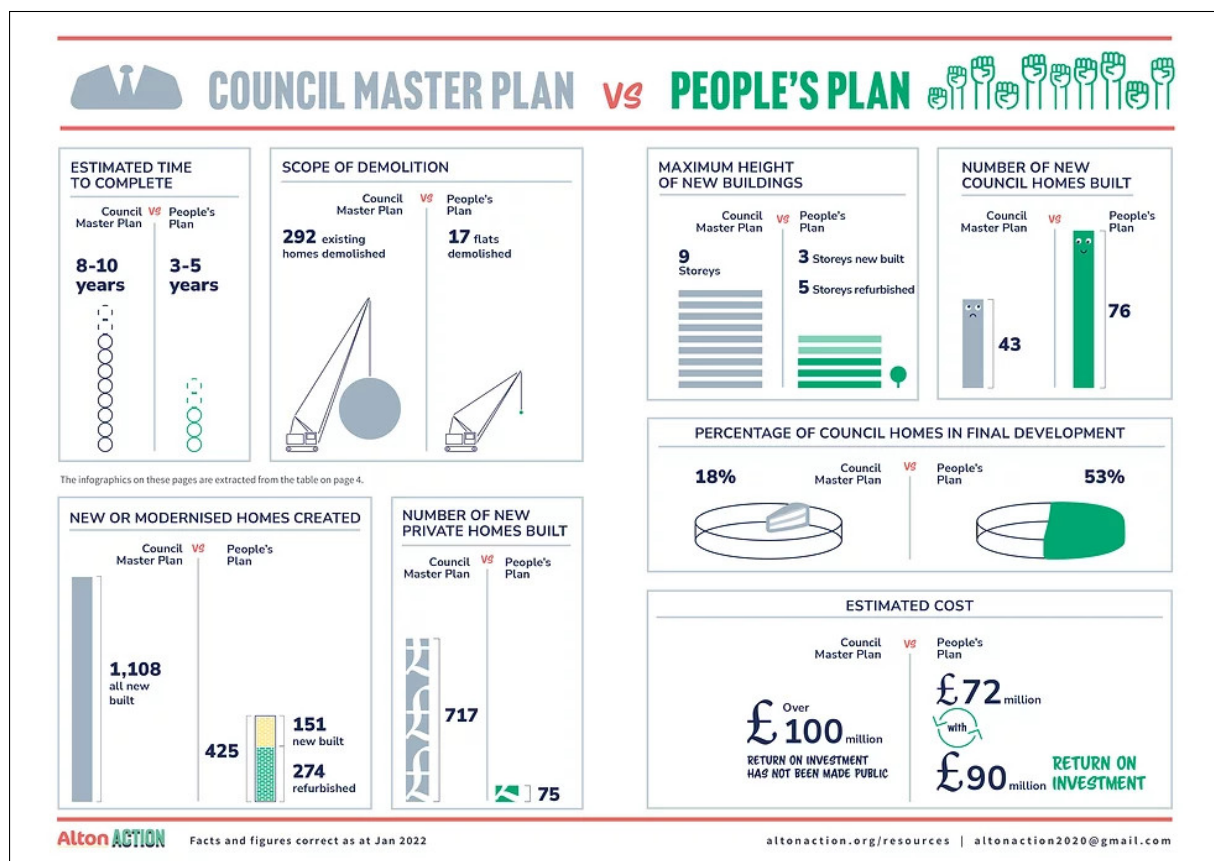 COUNCIL MASTER PLAN VS PEOPLE'S PLAN
ESTIMATED TIME
TO COMPLETE
Council
Master Plan
VS
People's
Plan
8-10
years
3-5
years
SCOPE OF DEMOLITION
Council
Master Plan
VS
People's
Plan
292 existing
homes demolished
17 flats
demolished
MAXIMUM HEIGHT
OF NEW BUILDINGS
Council
Master Plan
VS
People's
Plan
9
Storeys
3 Storeys new built
5 Storeys refurbished
NUMBER OF NEW
COUNCIL HOMES BUILT
Council
Master Plan
VS
People's
Plan
43
76
The infographics on these pages are extracted from the table on page 4.
NEW OR MODERNISED HOMES CREATED
Council
Master Plan
VS
People's
Plan
1,108
all new
built
425
151
new built
274
refurbished
NUMBER OF NEW
PRIVATE HOMES BUILT
Council
Master Plan
VS
People's
Plan
717
75
PERCENTAGE OF COUNCIL HOMES IN FINAL DEVELOPMENT
18%
Council
Master Plan
VS
People's
Plan
53%
ESTIMATED COST
Council
Master Plan
VS
People's
Plan
Over
£100 million
RETURN ON INVESTMENT
HAS NOT BEEN MADE PUBLIC
£72 million
with
£90 million
RETURN ON
INVESTMENT
Alton ACTION
Facts and figures correct as at Jan 2022
altonaction.org/resources | altonaction2020@gmail.com